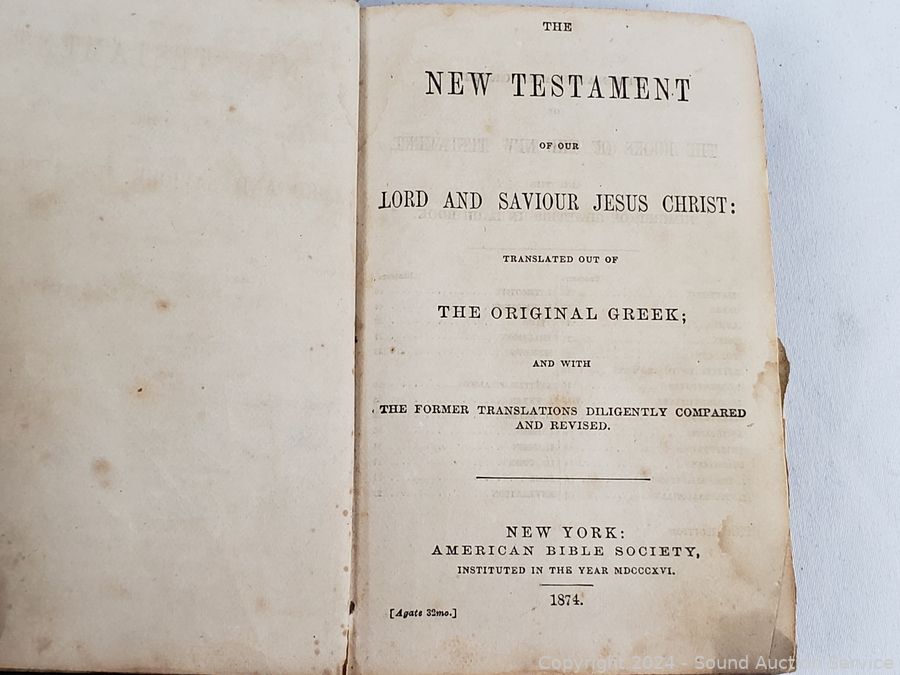 THE
NEW TESTAMENT
OF OUR
LORD AND SAVIOUR JESUS CHRIST:
TRANSLATED OUT OF
THE ORIGINAL GREEK;
AND WITH
THE FORMER TRANSLATIONS DILIGENTLY COMPARED
AND REVISED.
NEW YORK:
AMERICAN BIBLE SOCIETY,
INSTITUTED IN THE YEAR MDCCCXVI.
1874.
[Agate 32mo.]
Copyright 2024 - Sound Auction Service